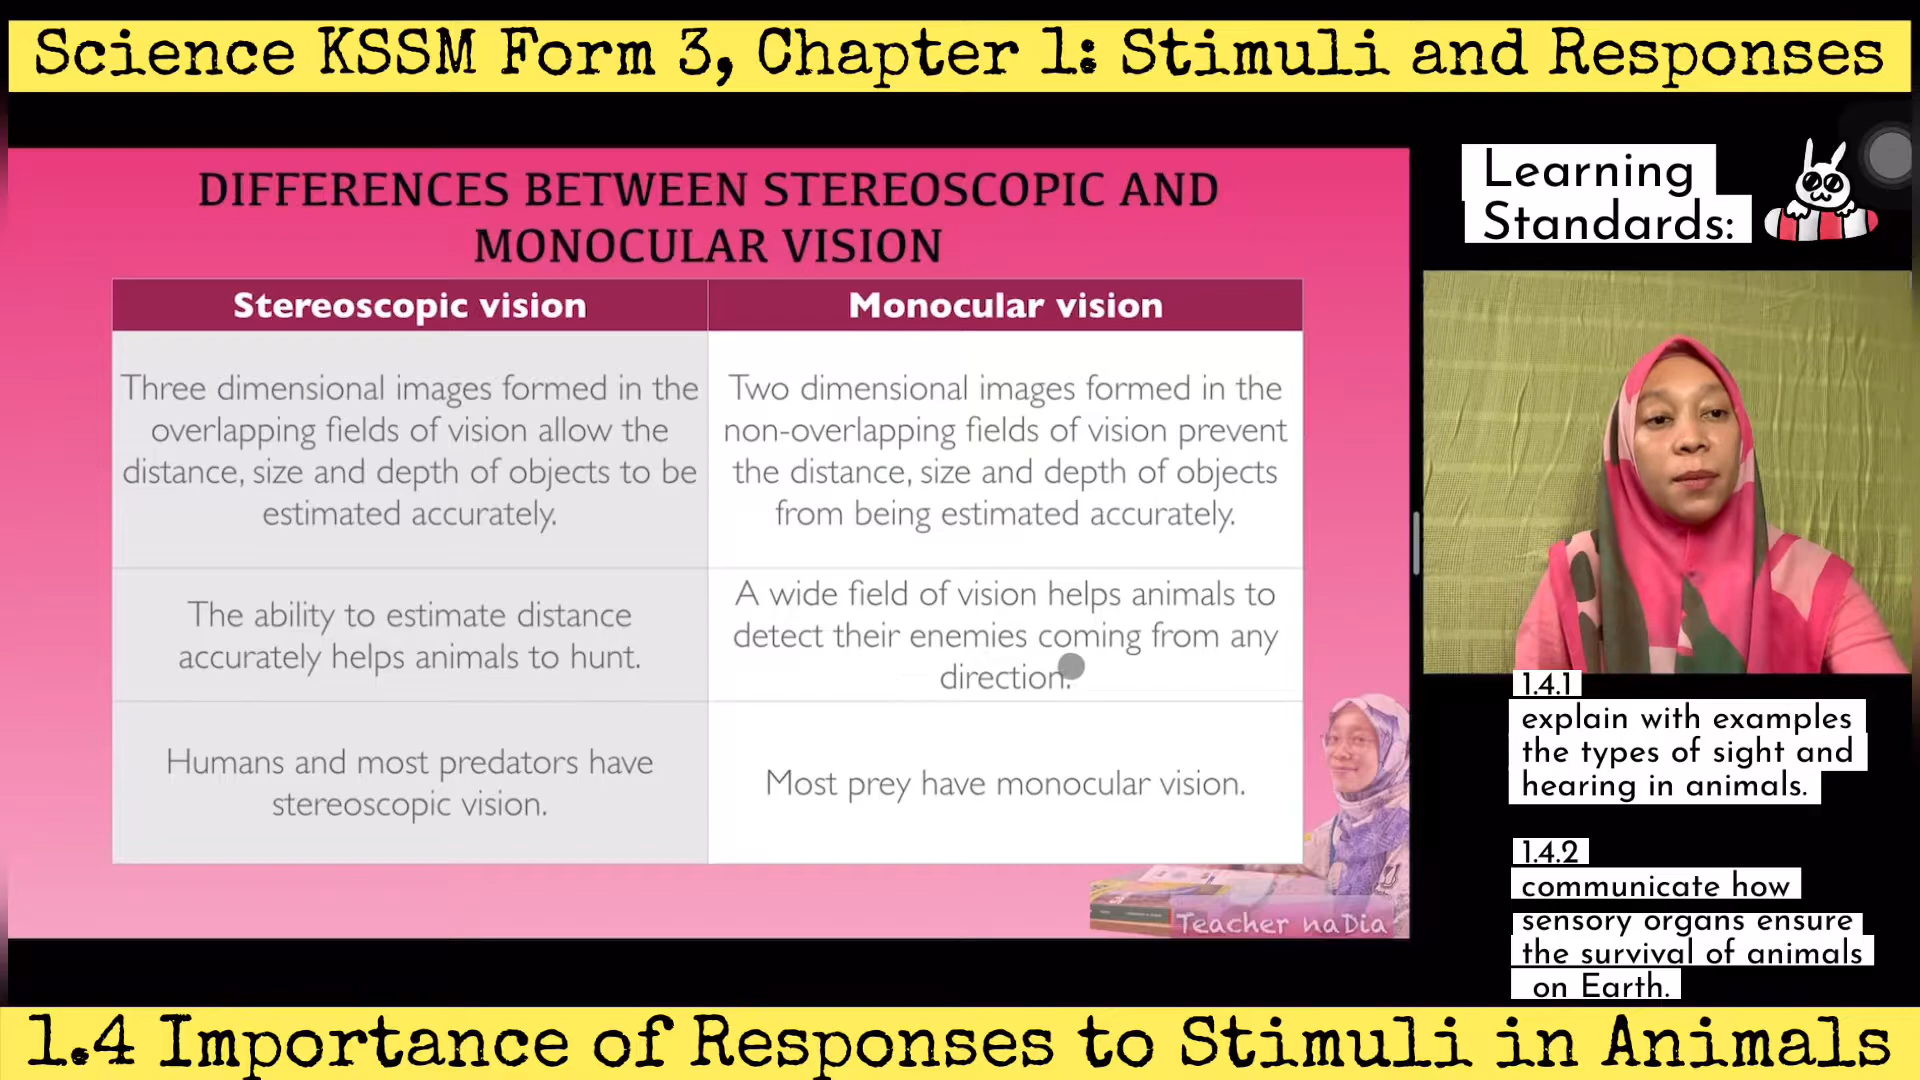 Science KSSM Form 3, Chapter 1: Stimuli and Responses
DIFFERENCES BETWEEN STEREOSCOPIC AND
MONOCULAR VISION
Stereoscopic vision
Monocular vision
Three dimensional images formed in the
overlapping fields of vision allow the
distance, size and depth of objects to be
estimated accurately.
Two dimensional images formed in the
non-overlapping fields of vision prevent
the distance, size and depth of objects
from being estimated accurately.
The ability to estimate distance
accurately helps animals to hunt.
A wide field of vision helps animals to
detect their enemies coming from any
direction.
Humans and most predators have
stereoscopic vision.
Most prey have monocular vision.
Teacher naDia
Learning
Standards:
1.4.1
explain with examples
the types of sight and
hearing in animals.
1.4.2
communicate how
sensory organs ensure
the survival of animals
on Earth.
1.4 Importance of Responses to Stimuli in Animals